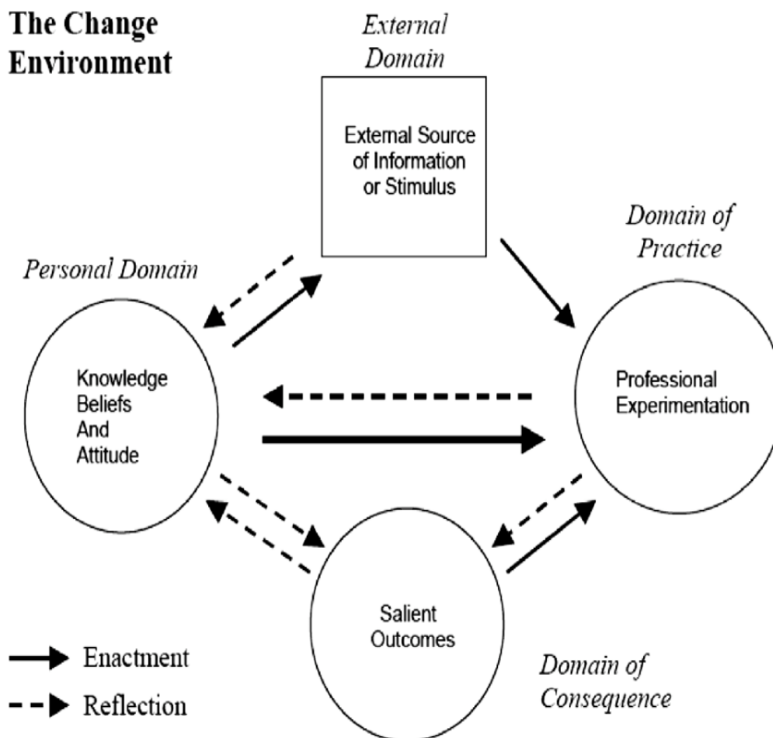 The Change
Environment
External
Domain
External Source
of Information
or Stimulus
Domain of
Practice
Personal Domain
Knowledge
Beliefs
And
Attitude
Professional
Experimentation
Salient
Outcomes
Enactment
Reflection
Domain of
Consequence